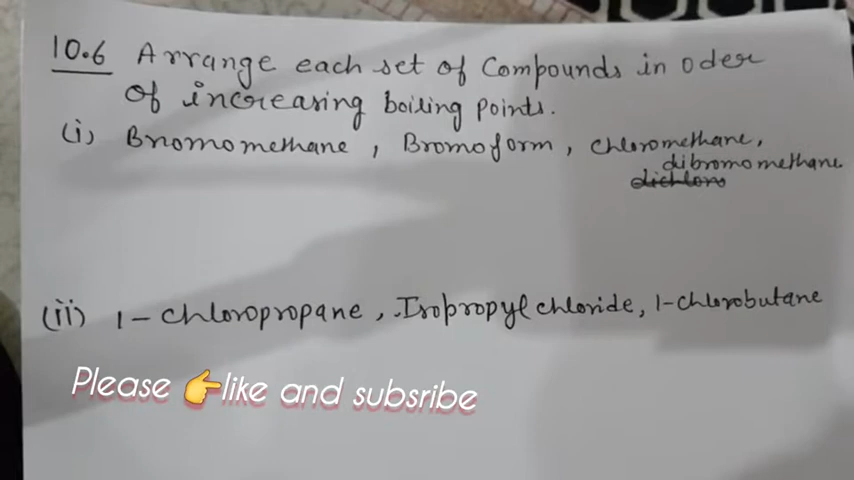 10.6 Arrange each set of Compounds in oder
of increasing boiling points.
(i) Bromomethane, Bromoform, chloromethane,
dibromomethane
dichloro
(ii) 1-chloropropane, Isopropyl chloride, 1-chlorobutane
Please 👉like and subsribe